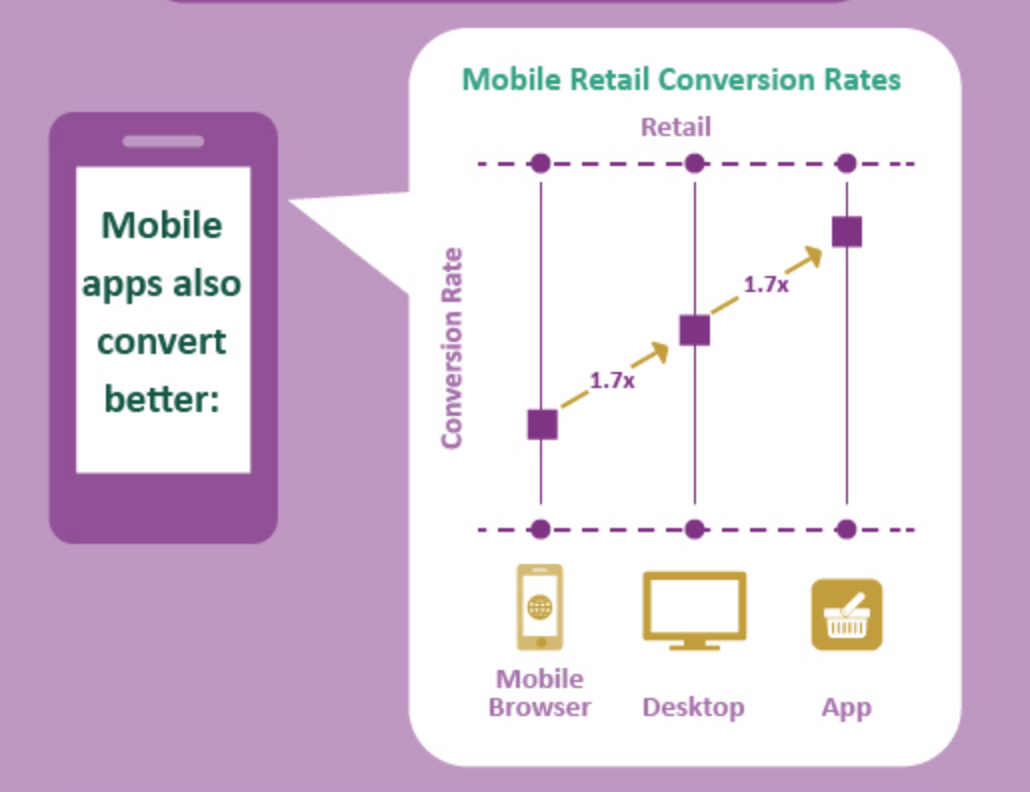 Mobile
apps also
convert
better:
Mobile Retail Conversion Rates
Retail
Conversion Rate
1.7x
1.7x
Mobile
Browser
Desktop
App